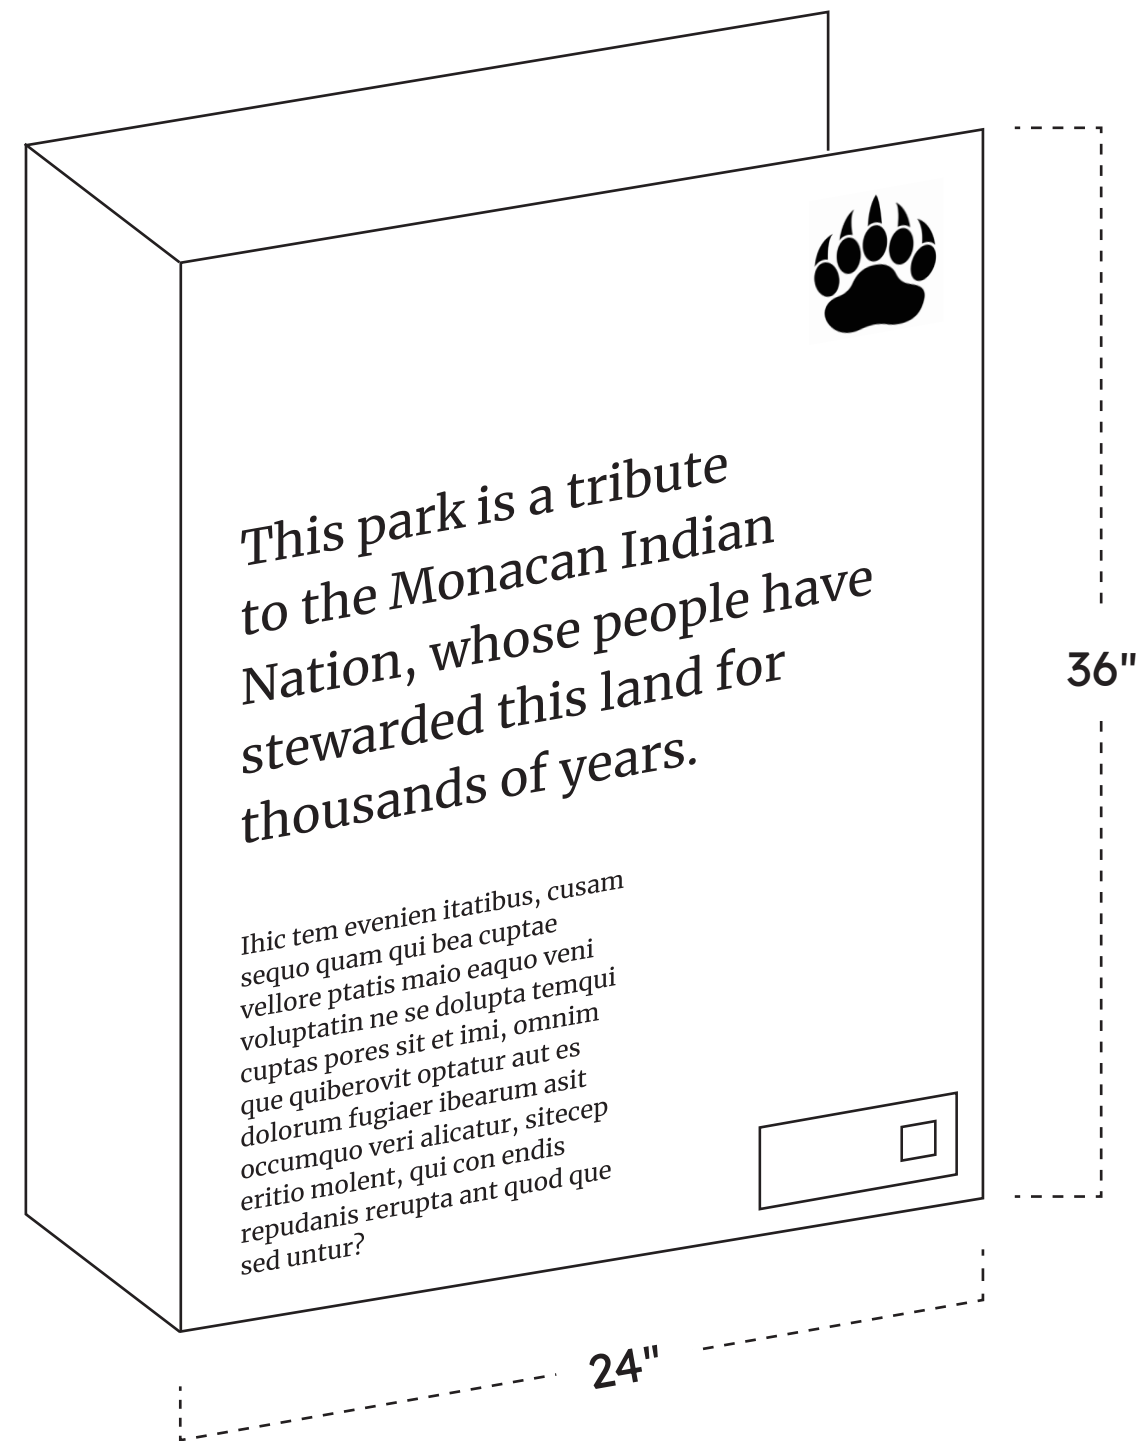 This park is a tribute
to the Monacan Indian
Nation, whose people have
stewarded this land for
thousands of years.
Ihic tem evenien itatibus, cusam
sequo quam qui bea cuptae
vellore ptatis maio eaquo veni
voluptatin ne se dolupta temqui
cuptas pores sit et imi, omnim
que quiberovit optatur aut es
dolorum fugiaer ibearum asit
occumquo veri alicatur, sitecep
eritio molent, qui con endis
repudanis rerupta ant quod que
sed untur?
36"
24"